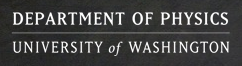 DEPARTMENT OF PHYSICS
UNIVERSITY of WASHINGTON